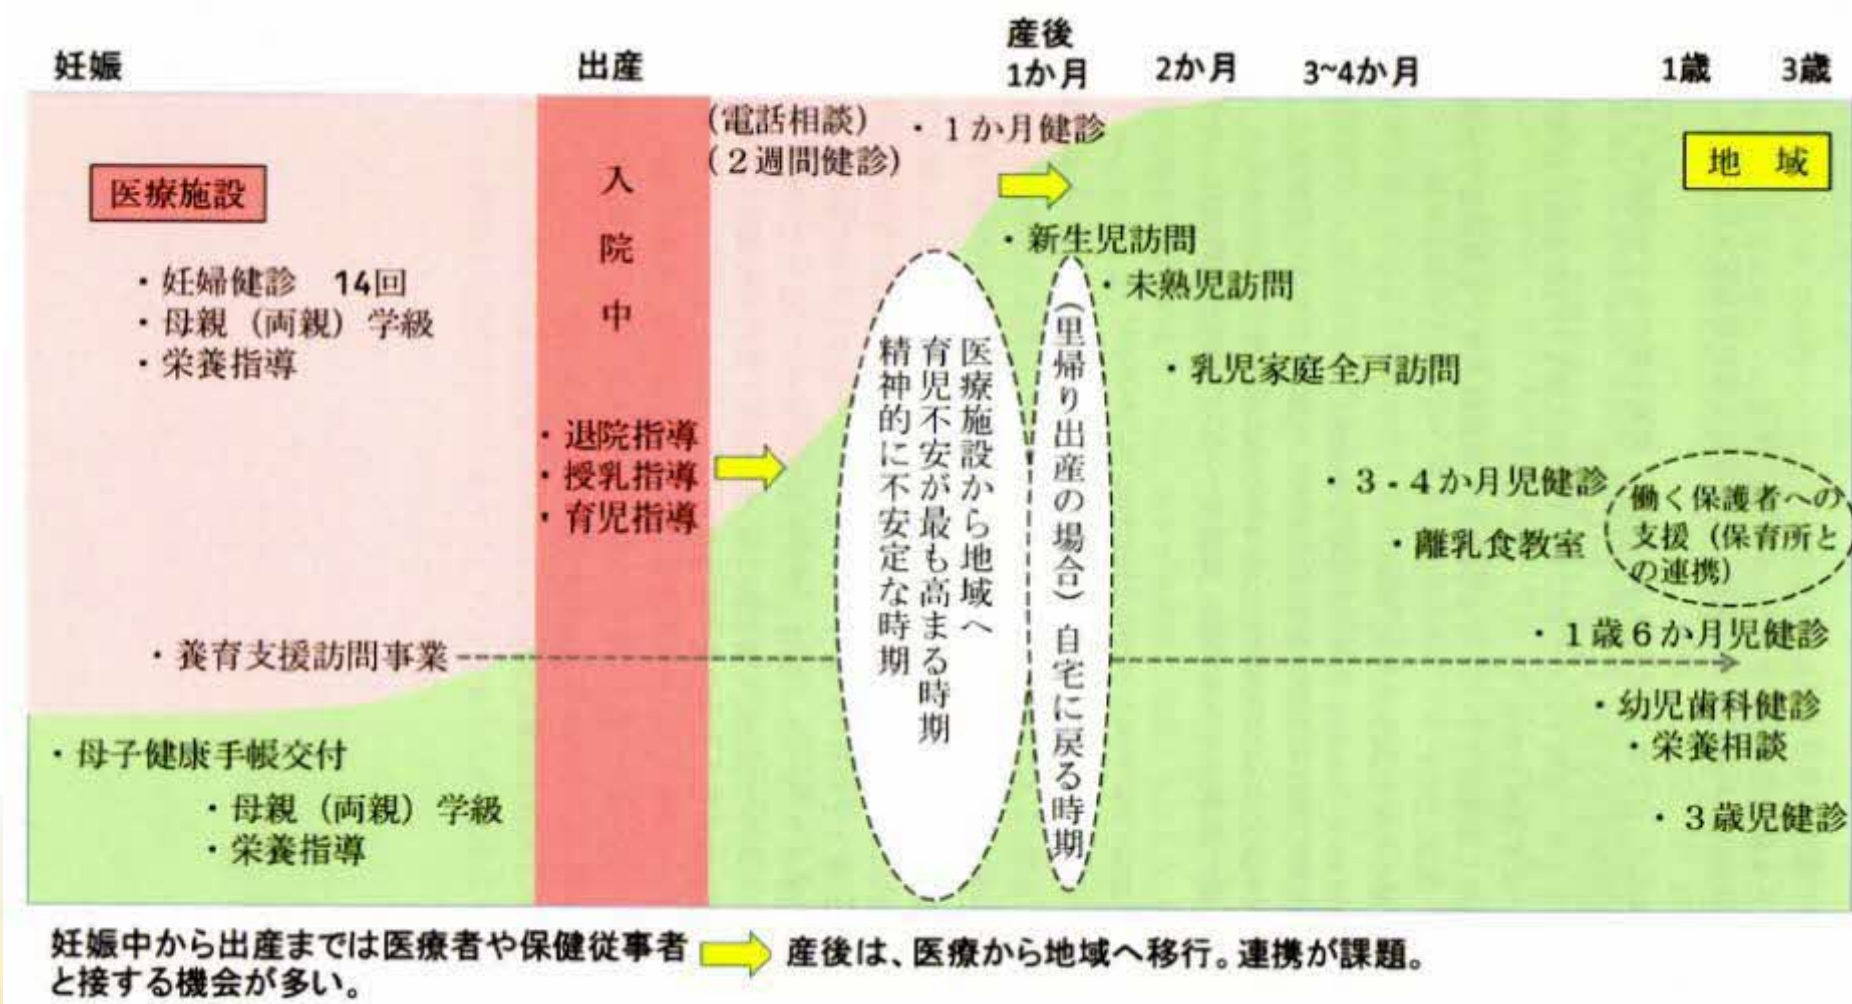 妊娠
出産
産後
1か月
2か月
3~4か月
1歳
3歳
医療施設
・妊婦健診　14回
・母親（両親）学級
・栄養指導
入院中
・退院指導
・授乳指導
・育児指導
（電話相談）
（２週間健診）
・１か月健診
地　域
・新生児訪問
・未熟児訪問
・乳児家庭全戸訪問
医療施設から地域へ
育児不安が最も高まる時期
精神的に不安定な時期
（里帰り出産の場合）自宅に戻る時期
・３-４か月児健診
・離乳食教室
働く保護者への
支援（保育所と
の連携）
・養育支援訪問事業
・１歳６か月児健診
・幼児歯科健診
・栄養相談
・３歳児健診
・母子健康手帳交付
・母親（両親）学級
・栄養指導
妊娠中から出産までは医療者や保健従事者
と接する機会が多い。
産後は、医療から地域へ移行。連携が課題。